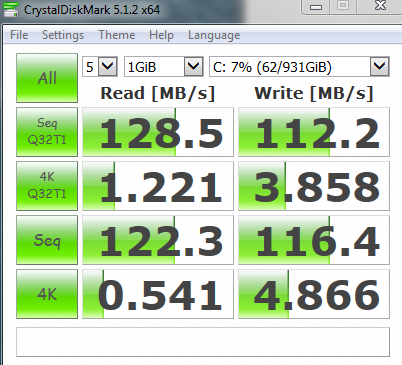 CrystalDiskMark 5.1.2 x64
File Settings Theme Help Language
All 5 1GiB C: 7% (62/931GiB)
Read [MB/s] Write [MB/s]
Seq Q32T1 128.5 112.2
4K Q32T1 1.221 3.858
Seq 122.3 116.4
4K 0.541 4.866